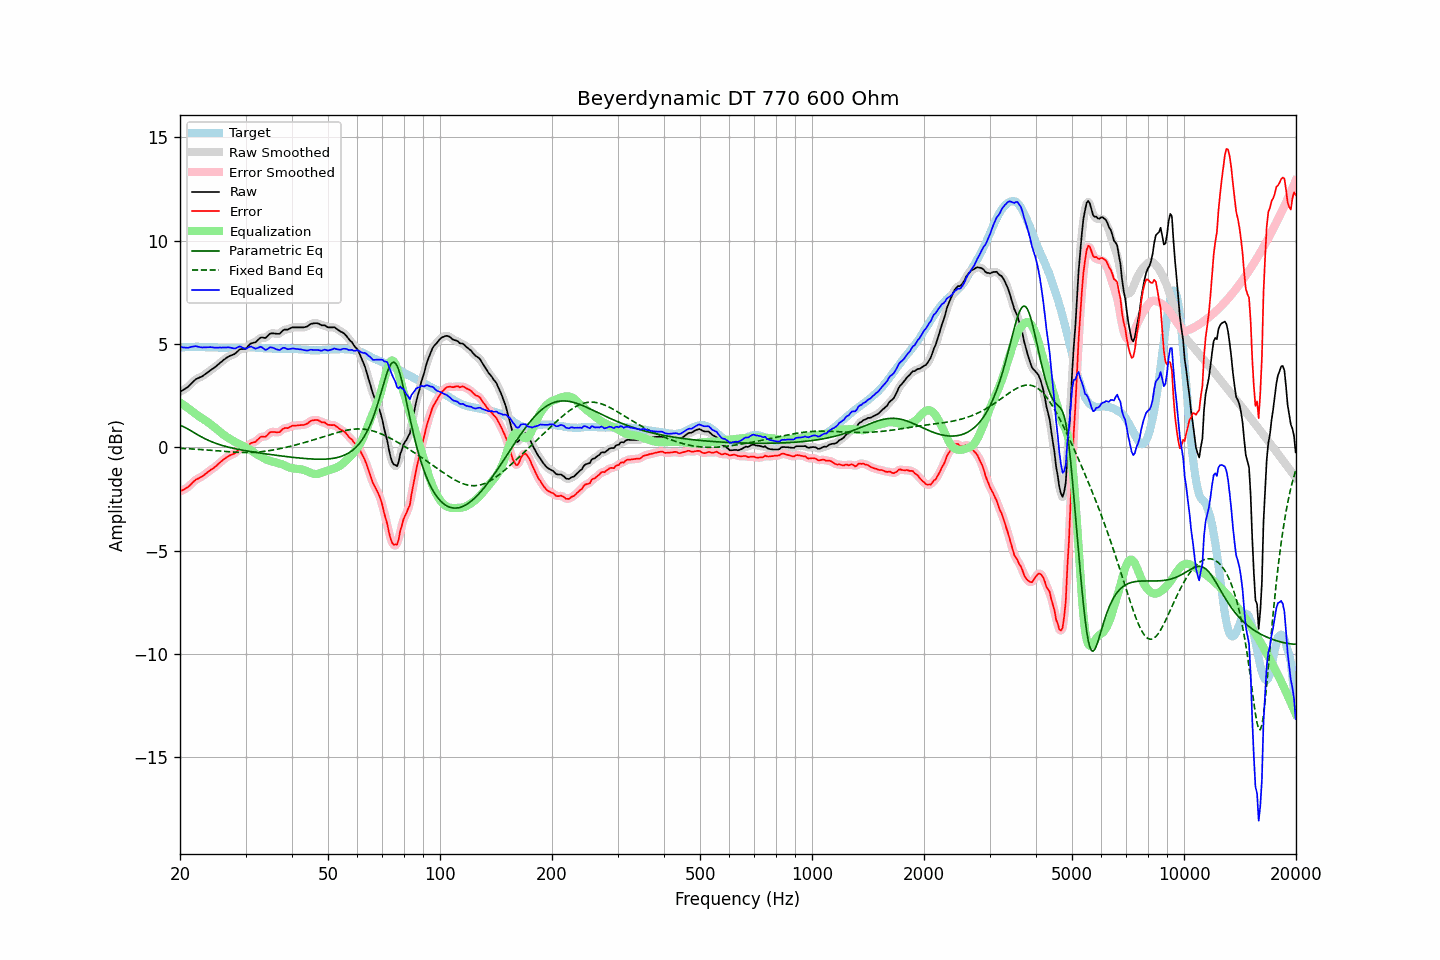 Beyerdynamic DT 770 600 Ohm
Target
Raw Smoothed
Error Smoothed
Raw
Error
Equalization
Parametric Eq
Fixed Band Eq
Equalized
Amplitude (dBr)
15
10
5
0
−5
−10
−15
20 50 100 200 500 1000 2000 5000 10000 20000
Frequency (Hz)